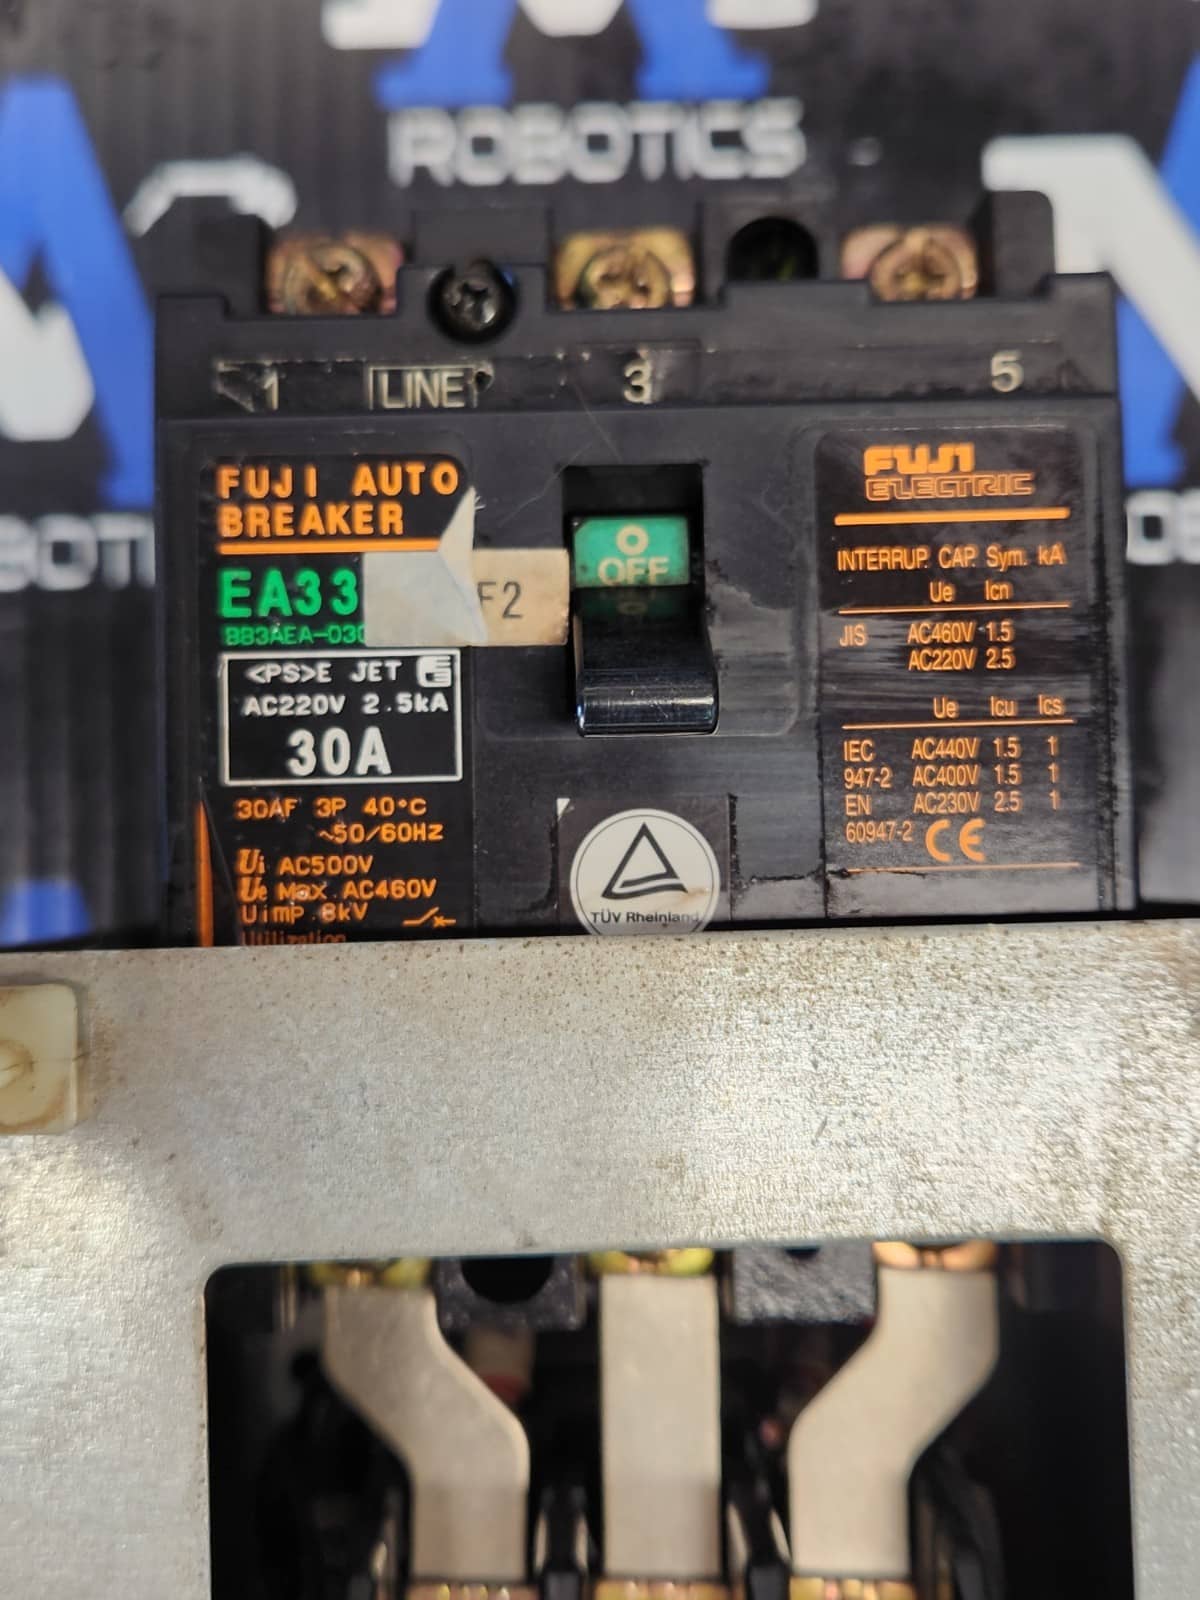 ROBOTICS
1 LINE 3 5
FUJI AUTO
BREAKER
EA33
BB3AEA-030
F2
<PS>E JET
AC220V 2.5kA
30A
30AF 3P 40°C
~50/60Hz
Ui AC500V
Ue Max. AC460V
Uimp 8kV
Utilization
O
OFF
TÜV Rheinland
FUJI
ELECTRIC
INTERRUP. CAP. Sym. kA
Ue Icn
JIS AC460V 1.5
AC220V 2.5
Ue Icu Ics
IEC AC440V 1.5 1
947-2 AC400V 1.5 1
EN AC230V 2.5 1
60947-2 CE